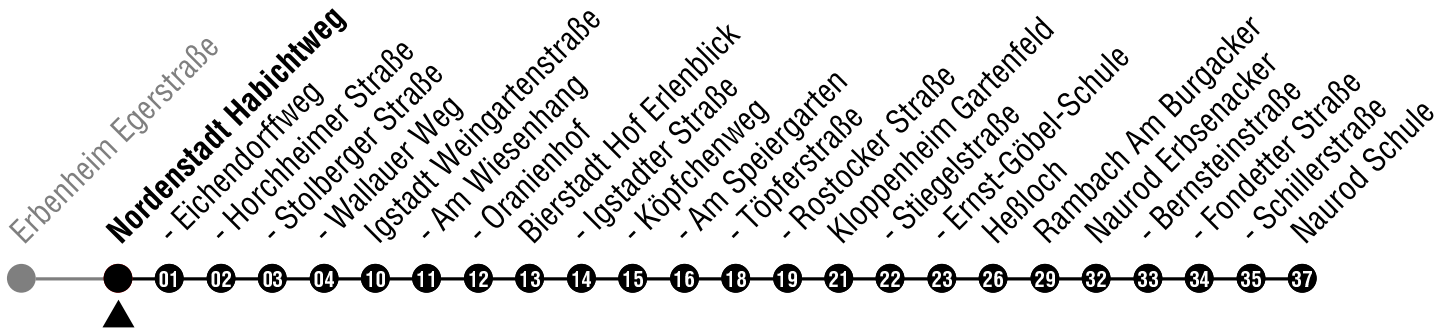 Erbenheim Egerstraße
Nordenstadt Habichtweg
- Eichendorffweg
- Horchheimer Straße
- Stolberger Straße
- Wallauer Weg
Igstadt Weingartenstraße
- Am Wiesenhang
- Oranienhof
Bierstadt Hof Erlenblick
- Igstadter Straße
- Köpfchenweg
- Am Speiergarten
- Töpferstraße
- Rostocker Straße
Kloppenheim Gartenfeld
- Stiegelstraße
- Ernst-Göbel-Schule
Heßloch
Rambach Am Burgacker
Naurod Erbsenacker
- Bernsteinstraße
- Fondetter Straße
- Schillerstraße
Naurod Schule
01 02 03 04 10 11 12 13 14 15 16 18 19 21 22 23 26 29 32 33 34 35 37